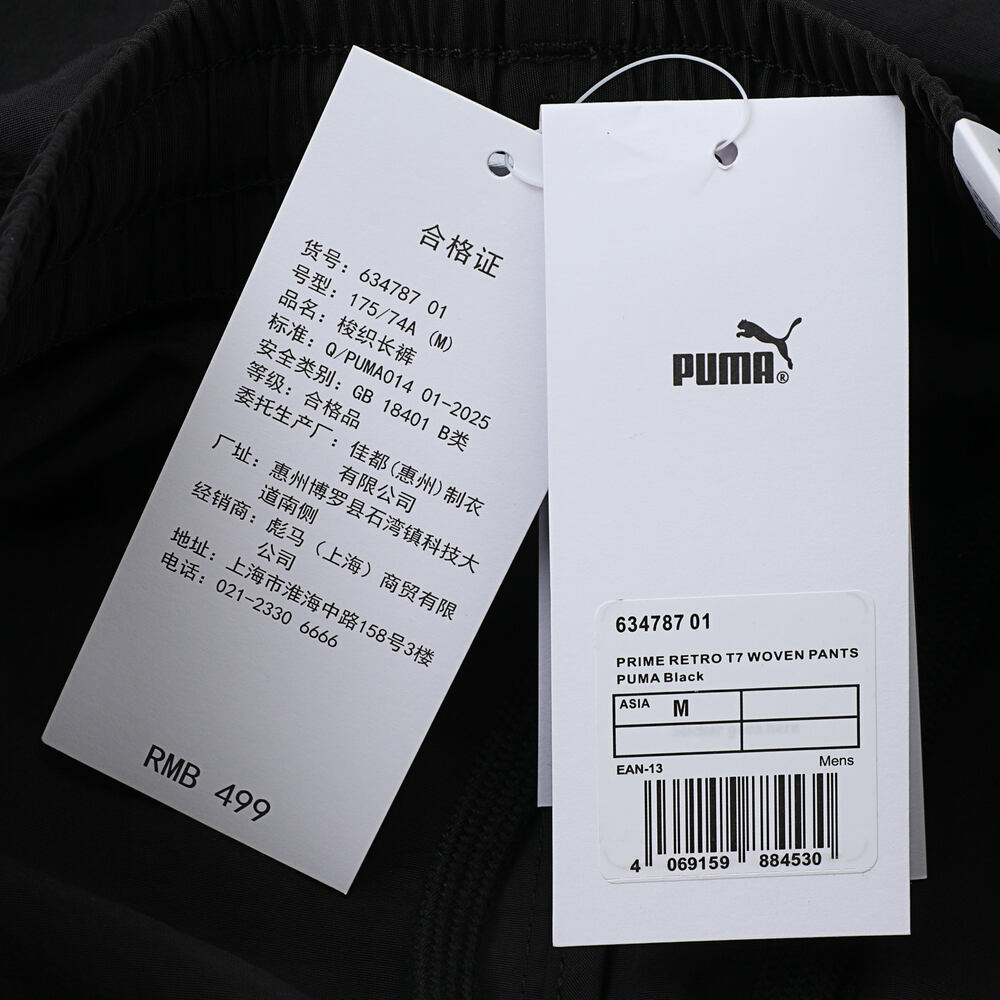 合格证
货号: 634787 01
号型: 175/74A (M)
品名: 梭织长裤
标准: Q/PUMA014 01-2025
安全类别: GB 18401 B类
等级: 合格品
委托生产厂: 佳都(惠州)制衣
有限公司
厂址: 惠州博罗县石湾镇科技大
道南侧
经销商: 彪马（上海）商贸有限
公司
地址: 上海市淮海中路158号3楼
电话: 021-2330 6666
RMB 499
PUMA®
634787 01
PRIME RETRO T7 WOVEN PANTS
PUMA Black
ASIA M
EAN-13 Mens
4 069159 884530